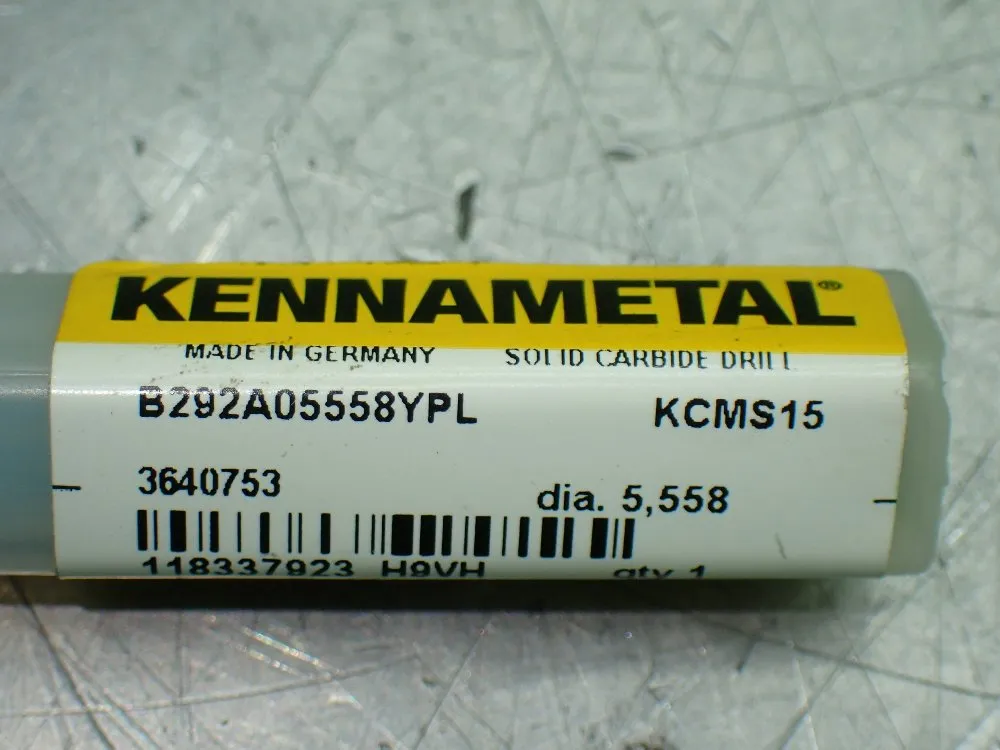 KENNAMETAL®
MADE IN GERMANY SOLID CARBIDE DRILL
B292A05558YPL KCMS15
3640753 dia. 5,558
118337923 H9VH qty 1